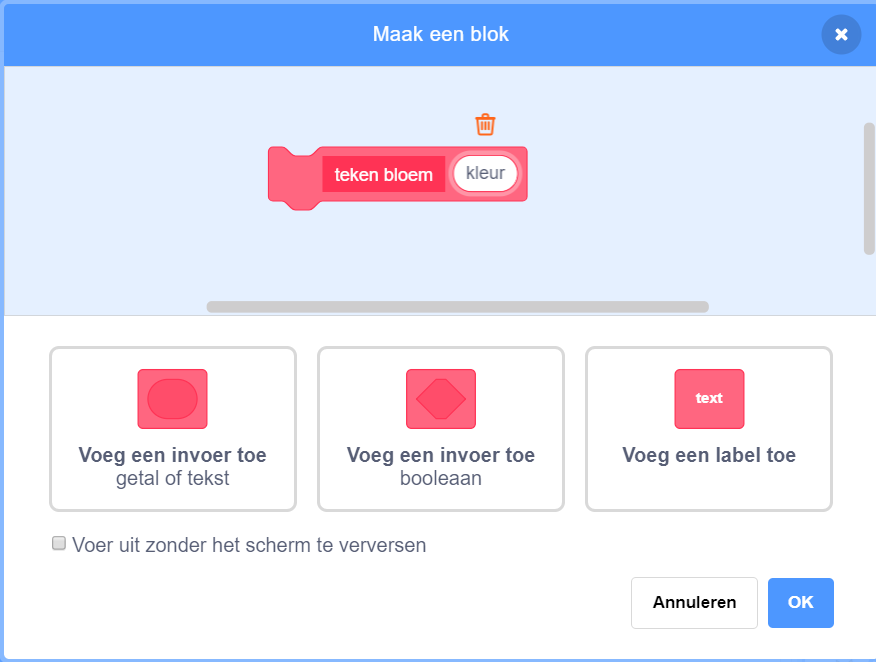 Maak een blok
teken bloem kleur
Voeg een invoer toe
getal of tekst
Voeg een invoer toe
booleaan
text
Voeg een label toe
Voer uit zonder het scherm te verversen
Annuleren
OK